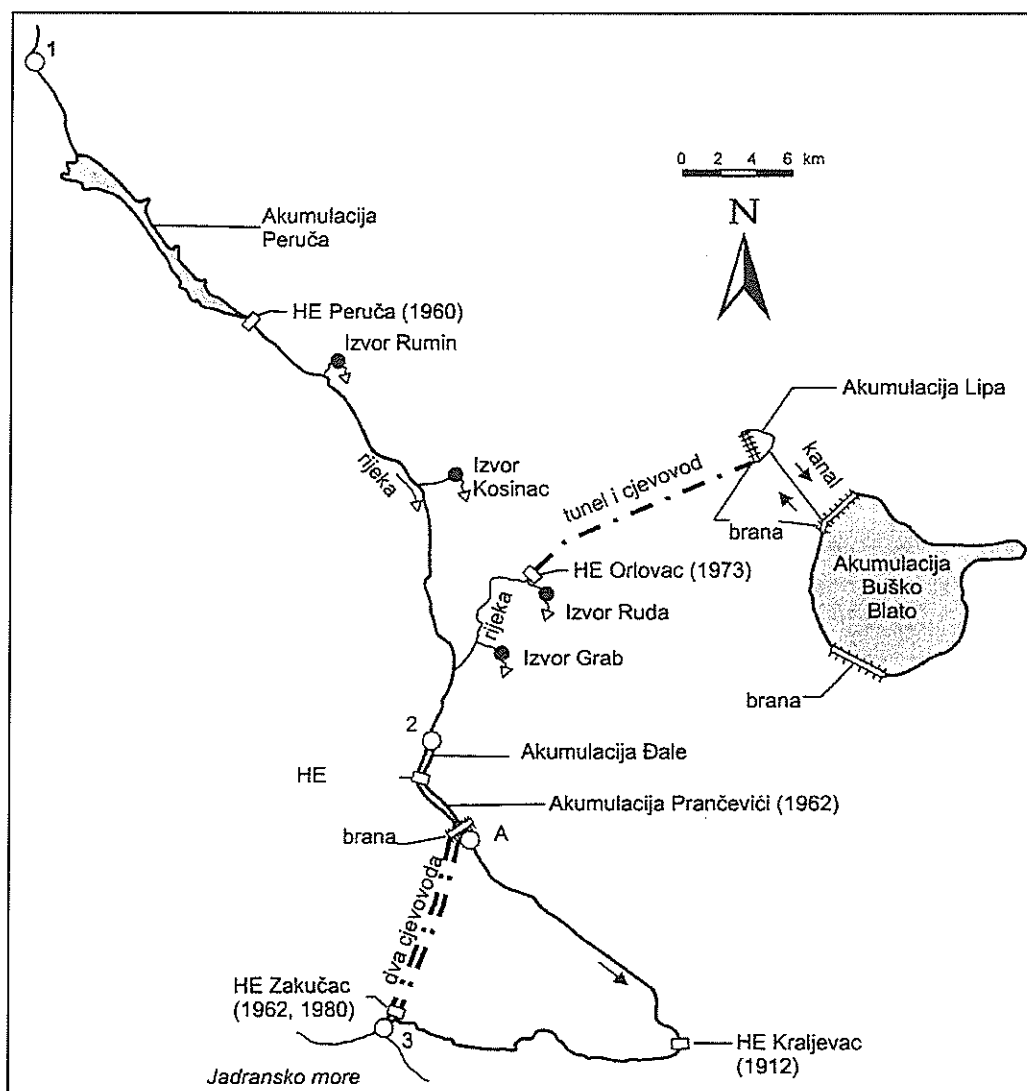 1
0 2 4 6 km
N
Akumulacija
Peruča
HE Peruča (1960)
Izvor Rumin
Akumulacija Lipa
rijeka
Izvor
Kosinac
tunel i cjevovod
kanal
brana
HE Orlovac (1973)
Akumulacija
Buško
Blato
rijeka
Izvor Ruda
Izvor Grab
brana
2
Akumulacija Đale
HE
Akumulacija Prančevići (1962)
brana
A
dva cjevovoda
HE Zakučac
(1962, 1980)
3
HE Kraljevac
(1912)
Jadransko more